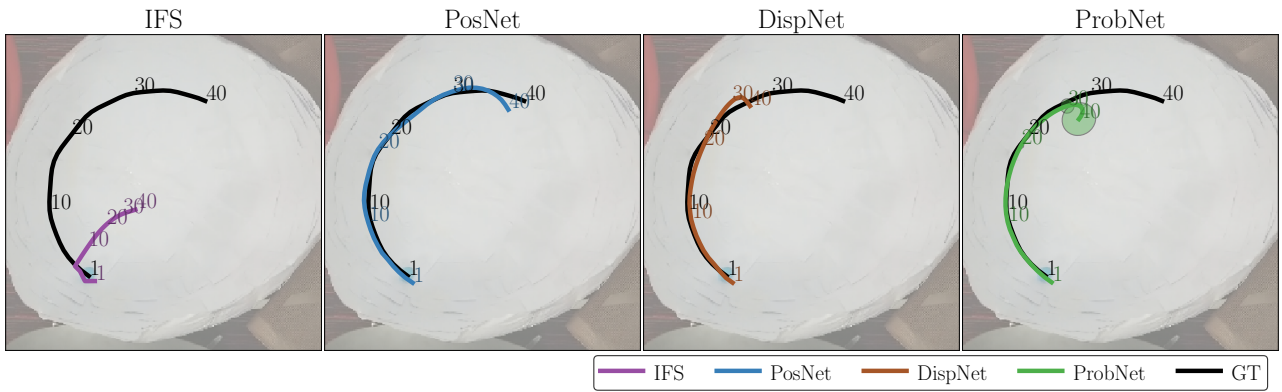 IFS PosNet DispNet ProbNet
30 40 20 10 1 10 20 30 40 1
30 30 40 40 20 20 10 10 1 1
30 40 30 40 20 20 10 10 1 1
30 40 40 20 20 10 10 1 1
IFS PosNet DispNet ProbNet GT